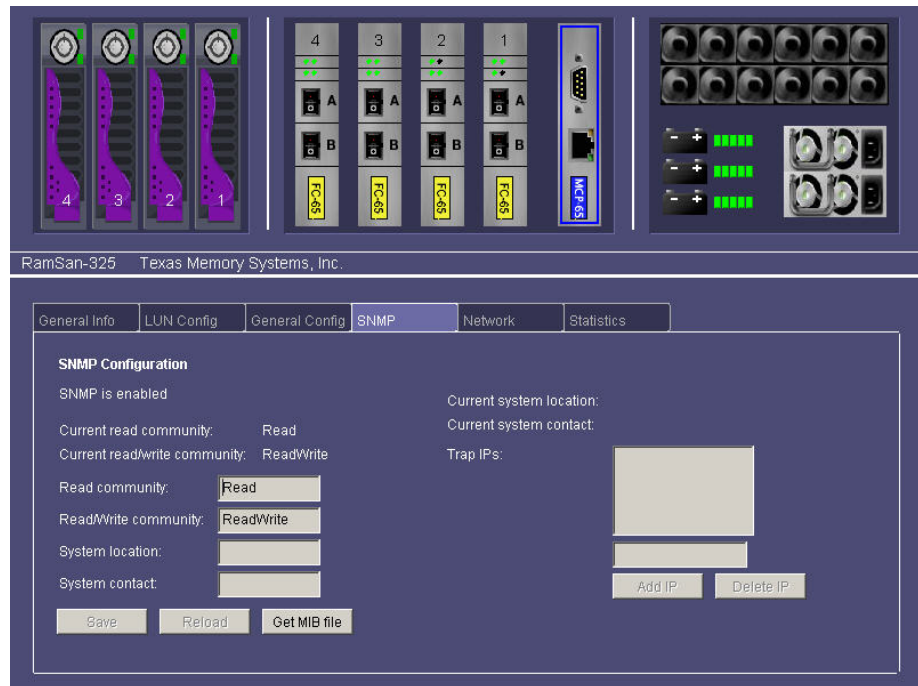 4 3 2 1
A A A A
B B B B
FC-65 FC-65 FC-65 FC-65 MCP-65
4 3 2 1
RamSan-325 Texas Memory Systems, Inc.
General Info LUN Config General Config SNMP Network Statistics
SNMP Configuration
SNMP is enabled
Current read community: Read
Current read/write community: ReadWrite
Read community: Read
Read/Write community: ReadWrite
System location:
System contact:
Save Reload Get MIB file
Current system location:
Current system contact:
Trap IPs:
Add IP Delete IP